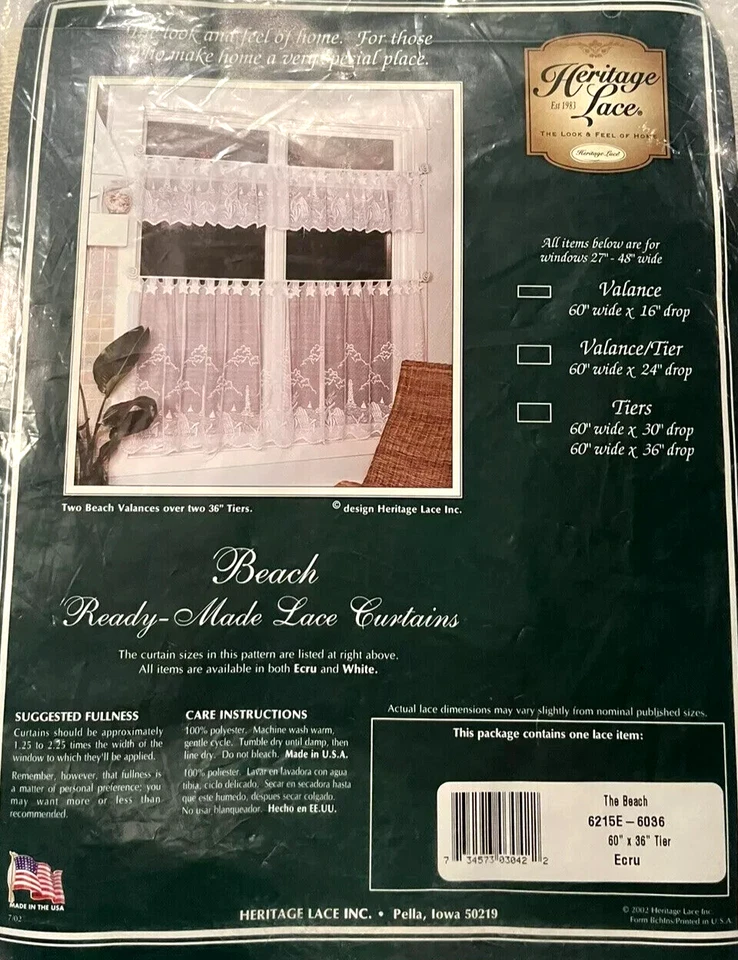 The look and feel of home. For those
who make home a very special place.
Heritage
Est 1983
Lace®
THE LOOK & FEEL OF HOME
Heritage Lace
All items below are for
windows 27" - 48" wide
Valance
60" wide x 16" drop
Valance/Tier
60" wide x 24" drop
Tiers
60" wide x 30" drop
60" wide x 36" drop
Two Beach Valances over two 36" Tiers.
© design Heritage Lace Inc.
Beach
Ready-Made Lace Curtains
The curtain sizes in this pattern are listed at right above.
All items are available in both Ecru and White.
SUGGESTED FULLNESS
Curtains should be approximately
1.25 to 2.25 times the width of the
window to which they'll be applied.
Remember, however, that fullness is
a matter of personal preference; you
may want more or less than
recommended.
CARE INSTRUCTIONS
100% polyester. Machine wash warm,
gentle cycle. Tumble dry until damp, then
line dry. Do not bleach. Made in U.S.A.
100% poliester. Lavar en lavadora con agua
tibia, ciclo delicado. Secar en secadora hasta
que este humedo, despues secar colgado.
No usar blanqueador. Hecho en EE.UU.
Actual lace dimensions may vary slightly from nominal published sizes.
This package contains one lace item:
The Beach
6215E-6036
60" x 36" Tier
Ecru
7 34573 03042 2
MADE IN THE USA
7/02
HERITAGE LACE INC. • Pella, Iowa 50219
© 2002 Heritage Lace Inc.
Form Printed in U.S.A.